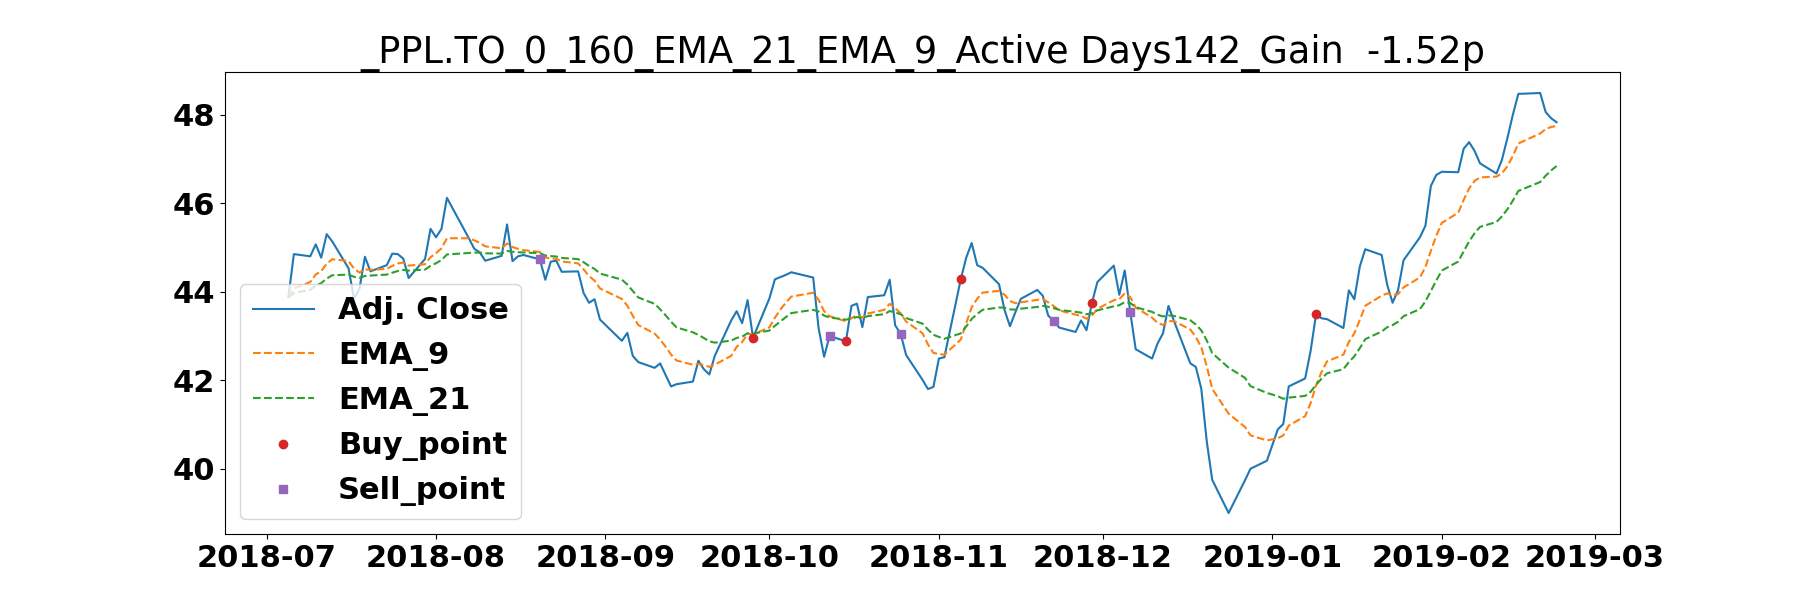 _PPL.TO_0_160_EMA_21_EMA_9_Active Days142_Gain  -1.52p
48
46
44
42
40
Adj. Close
EMA_9
EMA_21
Buy_point
Sell_point
2018-07 2018-08 2018-09 2018-10 2018-11 2018-12 2019-01 2019-02 2019-03